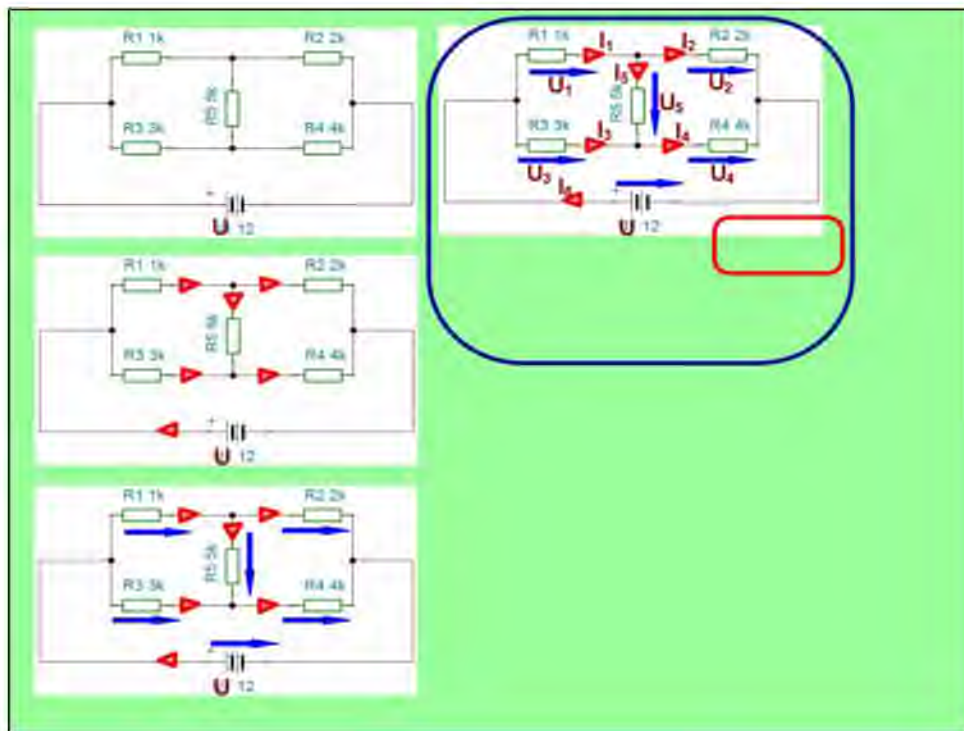 R1 1k R2 2k
R5 5k
R3 3k R4 4k
U 12
R1 1k I1 I2 R2 2k
U1 I5 U2
R5 5k U5
R3 3k I3 I4 R4 4k
U3 U4
I6
U 12
R1 1k R2 2k
R5 5k
R3 3k R4 4k
U 12
R1 1k R2 2k
R5 5k
R3 3k R4 4k
U 12